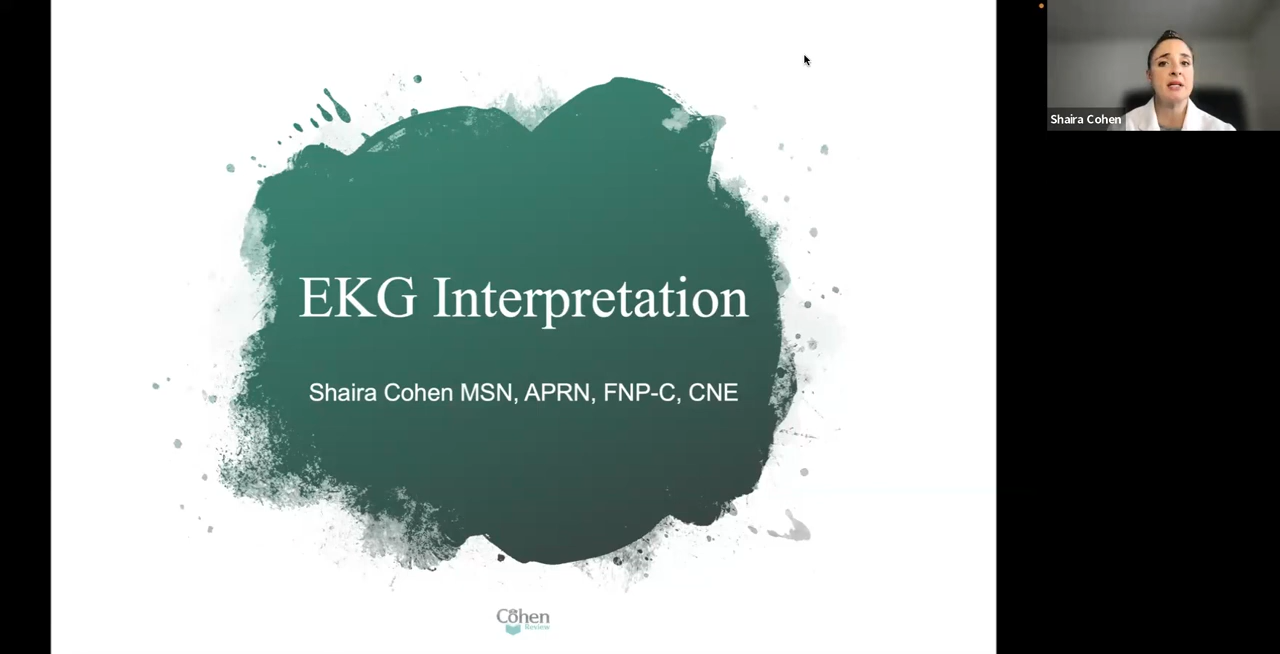 Shaira Cohen
EKG Interpretation
Shaira Cohen MSN, APRN, FNP-C, CNE
Cohen
Review